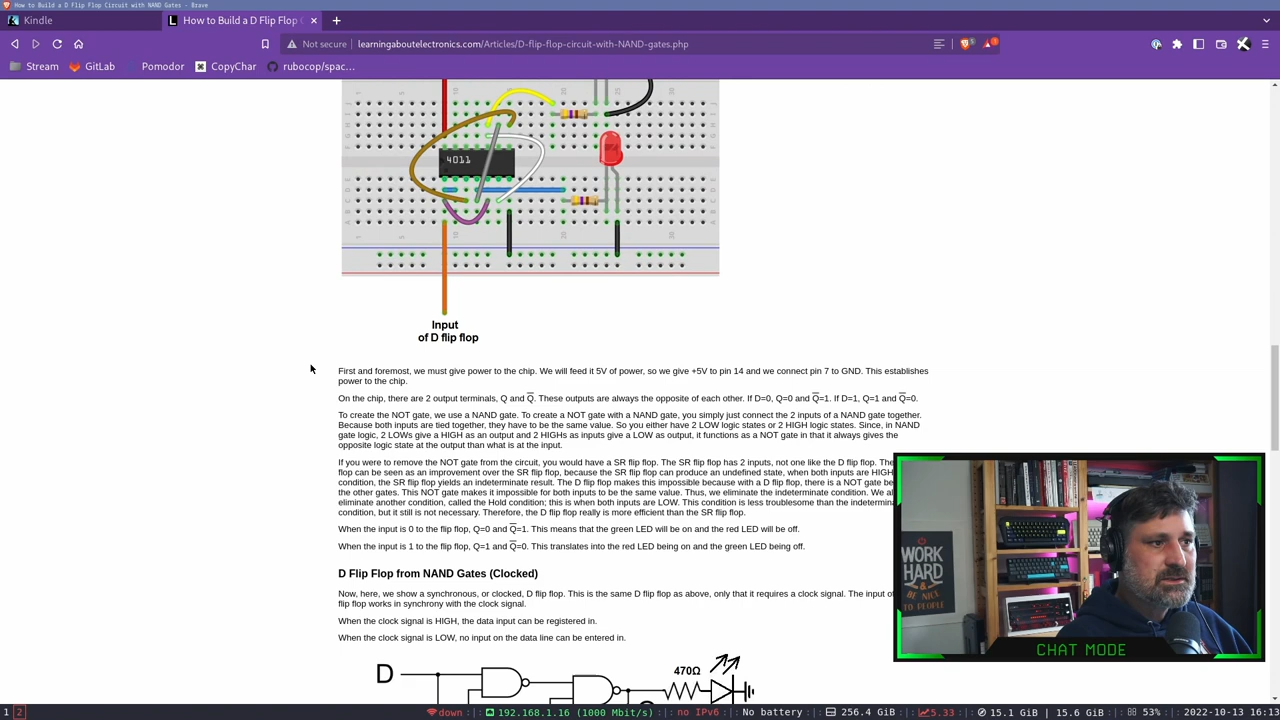 How to Build a D Flip Flop Circuit with NAND Gates - Brave
Kindle
How to Build a D Flip Flop C
Not secure learningaboutelectronics.com/Articles/D-flip-flop-circuit-with-NAND-gates.php
Stream GitLab Pomodor CopyChar rubocop/spac…
4011
Input
of D flip flop
First and foremost, we must give power to the chip. We will feed it 5V of power, so we give +5V to pin 14 and we connect pin 7 to GND. This establishes
power to the chip.
On the chip, there are 2 output terminals, Q and Q̅. These outputs are always the opposite of each other. If D=0, Q=0 and Q̅=1. If D=1, Q=1 and Q̅=0.
To create the NOT gate, we use a NAND gate. To create a NOT gate with a NAND gate, you simply just connect the 2 inputs of a NAND gate together.
Because both inputs are tied together, they have to be the same value. So you either have 2 LOW logic states or 2 HIGH logic states. Since, in NAND
gate logic, 2 LOWs give a HIGH as an output and 2 HIGHs as inputs give a LOW as output, it functions as a NOT gate in that it always gives the
opposite logic state at the output than what is at the input.
If you were to remove the NOT gate from the circuit, you would have a SR flip flop. The SR flip flop has 2 inputs, not one like the D flip flop. The
flop can be seen as an improvement over the SR flip flop, because the SR flip flop can produce an undefined state, when both inputs are HIGH
condition, the SR flip flop yields an indeterminate result. The D flip flop makes this impossible because with a D flip flop, there is a NOT gate be
the other gates. This NOT gate makes it impossible for both inputs to be the same value. Thus, we eliminate the indeterminate condition. We al
eliminate another condition, called the Hold condition; this is when both inputs are LOW. This condition is less troublesome than the indetermin
condition, but it still is not necessary. Therefore, the D flip flop really is more efficient than the SR flip flop.
When the input is 0 to the flip flop, Q=0 and Q̅=1. This means that the green LED will be on and the red LED will be off.
When the input is 1 to the flip flop, Q=1 and Q̅=0. This translates into the red LED being on and the green LED being off.
D Flip Flop from NAND Gates (Clocked)
Now, here, we show a synchronous, or clocked, D flip flop. This is the same D flip flop as above, only that it requires a clock signal. The input of
flip flop works in synchrony with the clock signal.
When the clock signal is HIGH, the data input can be registered in.
When the clock signal is LOW, no input on the data line can be entered in.
D
470Ω
WORK
HARD
& BE
NICE
TO PEOPLE
CHAT MODE
1 2 down 192.168.1.16 (1000 Mbit/s) no IPv6 No battery 256.4 GiB 5.33 15.1 GiB | 15.6 GiB 53% 2022-10-13 16:13